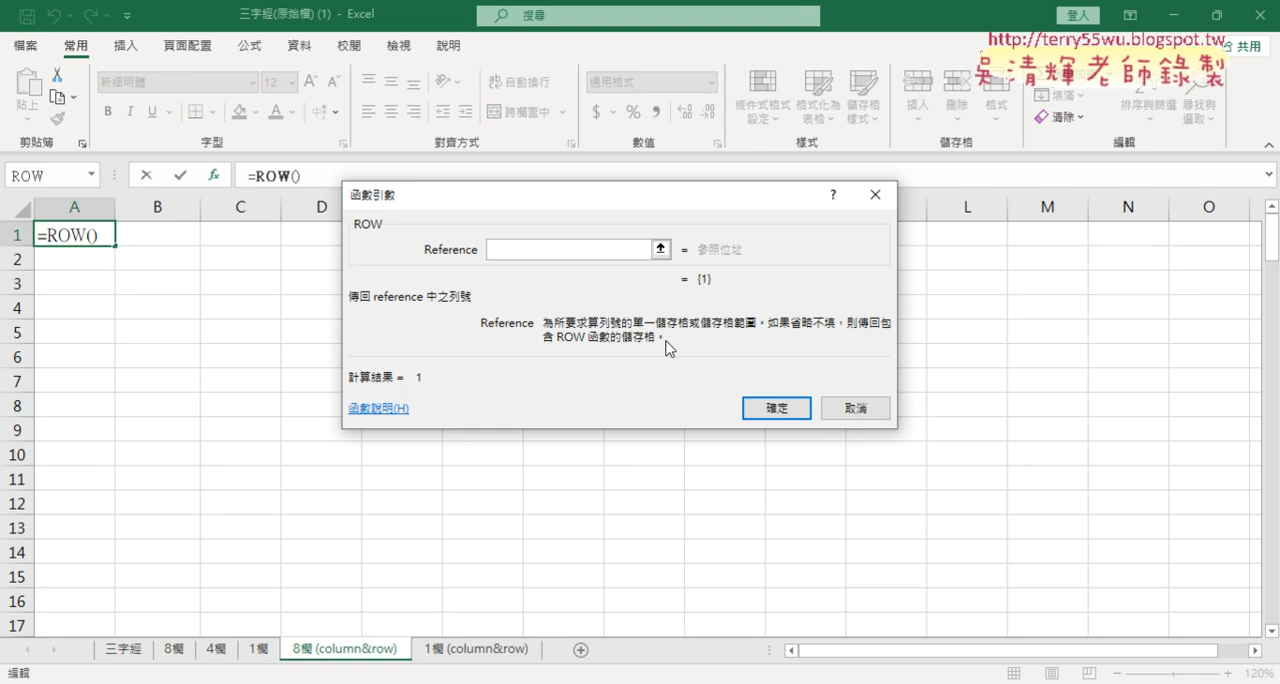 三字經(原始檔) (1) - Excel
搜尋
登入
檔案 常用 插入 頁面配置 公式 資料 校閱 檢視 說明
共用
http://terry55wu.blogspot.tw
吳清輝老師錄製
新細明體 12
自動換行
通用格式
貼上
B I U
跨欄置中
$ %
條件式格式設定
格式化為表格
儲存格樣式
插入 刪除 格式
填滿
清除
排序與篩選
尋找與選取
剪貼簿 字型 對齊方式 數值 樣式 儲存格 編輯
ROW
fx
=ROW()
A B C D L M N O
1 =ROW()
2
3
4
5
6
7
8
9
10
11
12
13
14
15
16
17
函數引數
?
ROW
Reference = 參照位址
= {1}
傳回 reference 中之列號
Reference 為所要求算列號的單一儲存格或儲存格範圍。如果省略不填，則傳回包
含 ROW 函數的儲存格。
計算結果 = 1
函數說明(H)
確定 取消
三字經 8欄 4欄 1欄 8欄 (column&row) 1欄 (column&row)
編輯
120%